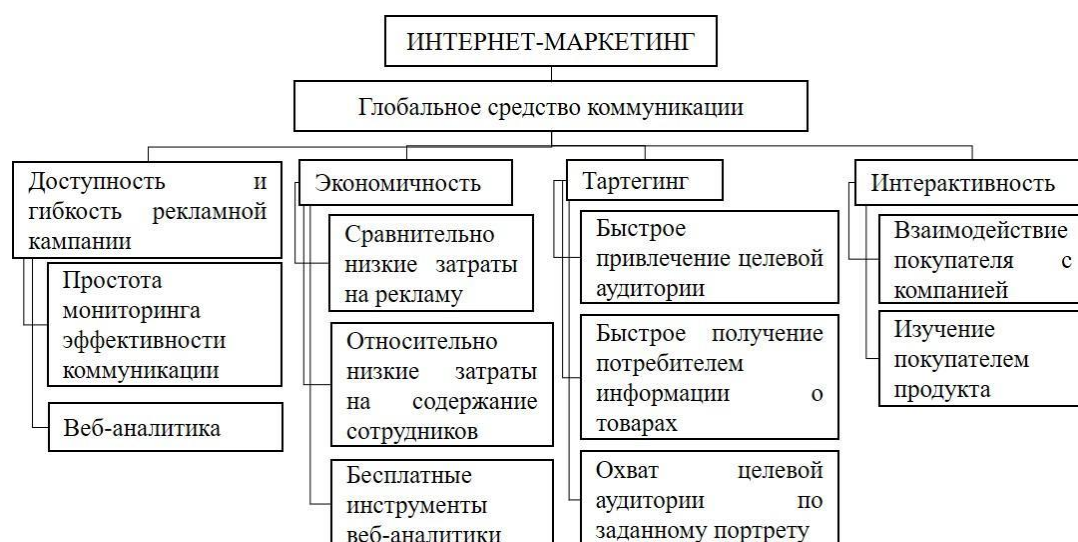 ИНТЕРНЕТ-МАРКЕТИНГ
Глобальное средство коммуникации
Доступность и
гибкость рекламной
кампании
Простота
мониторинга
эффективности
коммуникации
Веб-аналитика
Экономичность
Сравнительно
низкие затраты
на рекламу
Относительно
низкие затраты
на содержание
сотрудников
Бесплатные
инструменты
веб-аналитики
Тартегинг
Быстрое
привлечение целевой
аудитории
Быстрое получение
потребителем
информации о
товарах
Охват целевой
аудитории по
заданному портрету
Интерактивность
Взаимодействие
покупателя с
компанией
Изучение
покупателем
продукта